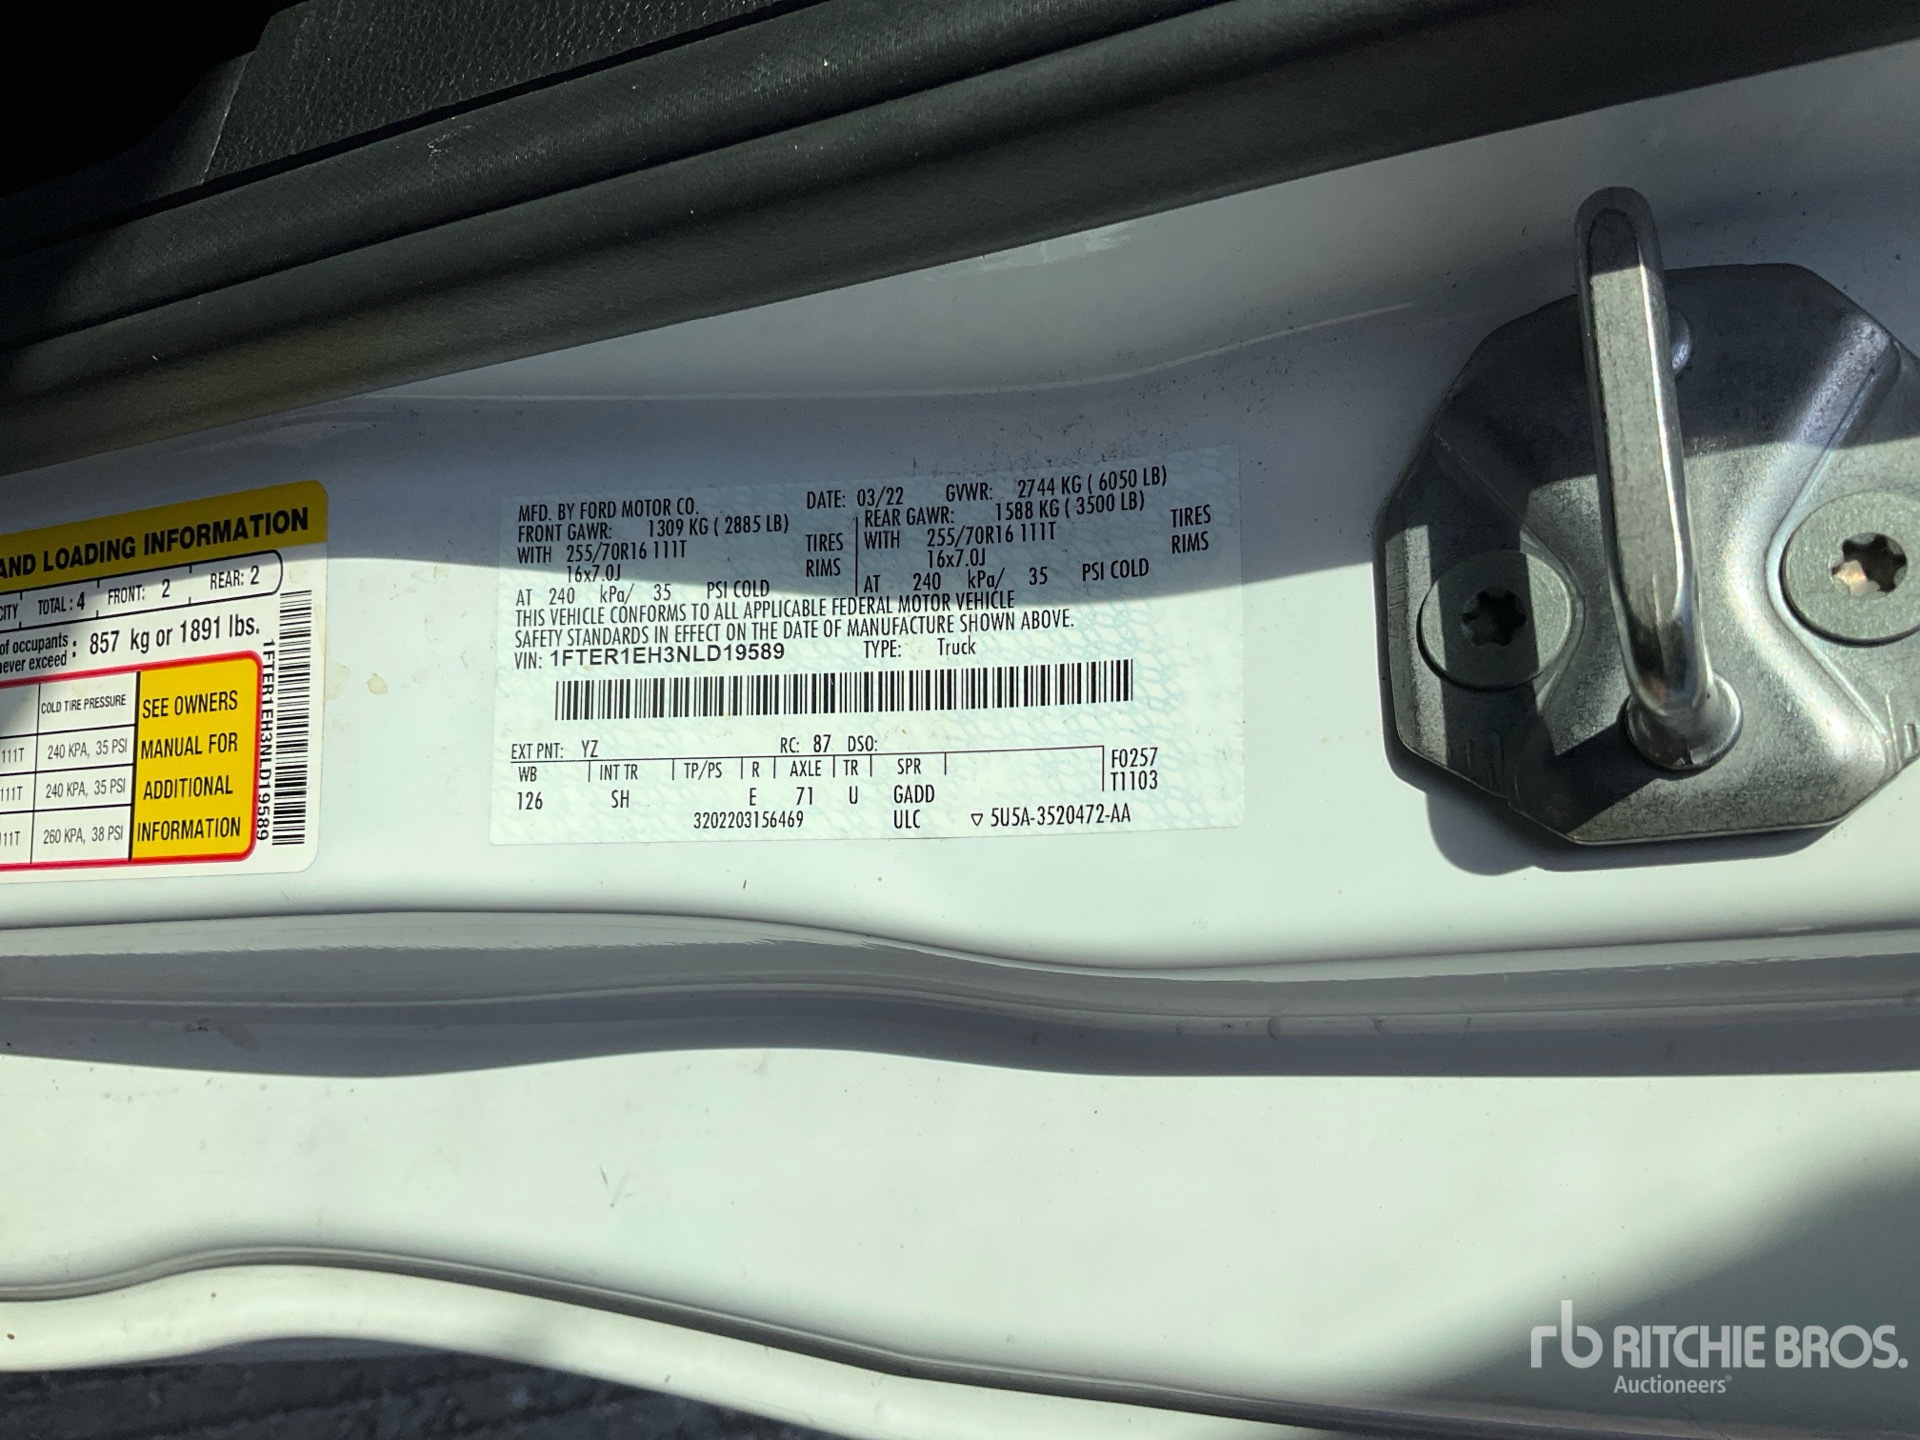 AND LOADING INFORMATION
CITY TOTAL: 4 FRONT: 2 REAR: 2
of occupants
never exceed : 857 kg or 1891 lbs.
COLD TIRE PRESSURE
111T 240 KPA, 35 PSI
111T 240 KPA, 35 PSI
111T 260 KPA, 38 PSI
SEE OWNERS
MANUAL FOR
ADDITIONAL
INFORMATION
1FTER1EH3NLD19589
MFD. BY FORD MOTOR CO. DATE: 03/22 GVWR: 2744 KG ( 6050 LB)
FRONT GAWR: 1309 KG ( 2885 LB) REAR GAWR: 1588 KG ( 3500 LB)
WITH 255/70R16 111T TIRES WITH 255/70R16 111T TIRES
16x7.0J RIMS 16x7.0J RIMS
AT 240 kPa/ 35 PSI COLD AT 240 kPa/ 35 PSI COLD
THIS VEHICLE CONFORMS TO ALL APPLICABLE FEDERAL MOTOR VEHICLE
SAFETY STANDARDS IN EFFECT ON THE DATE OF MANUFACTURE SHOWN ABOVE.
VIN: 1FTER1EH3NLD19589 TYPE: Truck
EXT PNT: YZ RC: 87 DSO:
WB INT TR TP/PS R AXLE TR SPR F0257
126 SH E 71 U GADD T1103
3202203156469 ULC ▽ 5U5A-3520472-AA
rb RITCHIE BROS.
Auctioneers